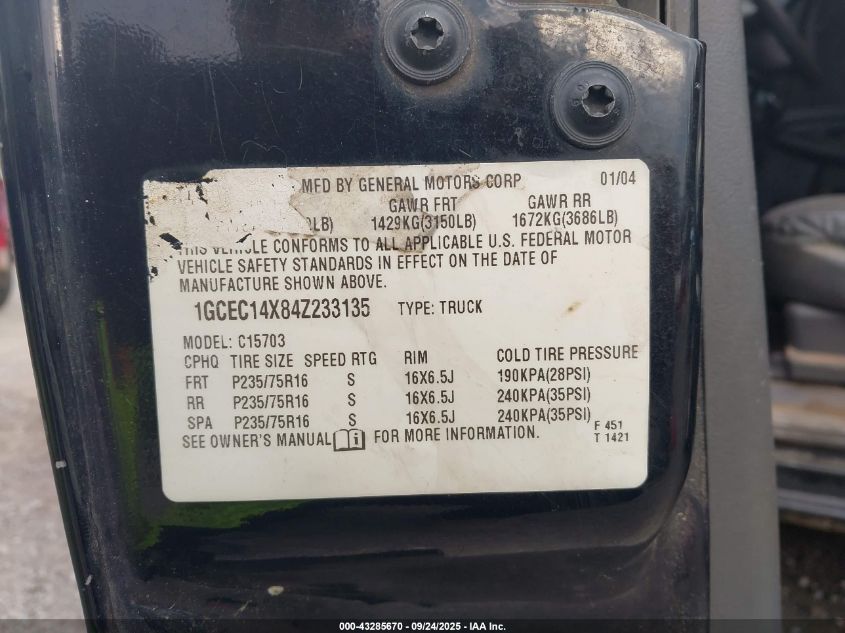 MFD BY GENERAL MOTORS CORP 01/04
GAWR FRT GAWR RR
LB) 1429KG(3150LB) 1672KG(3686LB)
THIS VEHICLE CONFORMS TO ALL APPLICABLE U.S. FEDERAL MOTOR
VEHICLE SAFETY STANDARDS IN EFFECT ON THE DATE OF
MANUFACTURE SHOWN ABOVE.
1GCEC14X84Z233135 TYPE: TRUCK
MODEL: C15703
CPHQ TIRE SIZE SPEED RTG RIM COLD TIRE PRESSURE
FRT P235/75R16 S 16X6.5J 190KPA(28PSI)
RR P235/75R16 S 16X6.5J 240KPA(35PSI)
SPA P235/75R16 S 16X6.5J 240KPA(35PSI)
SEE OWNER'S MANUAL i FOR MORE INFORMATION.
F 451
T 1421
000-43285670 - 09/24/2025 - IAA Inc.